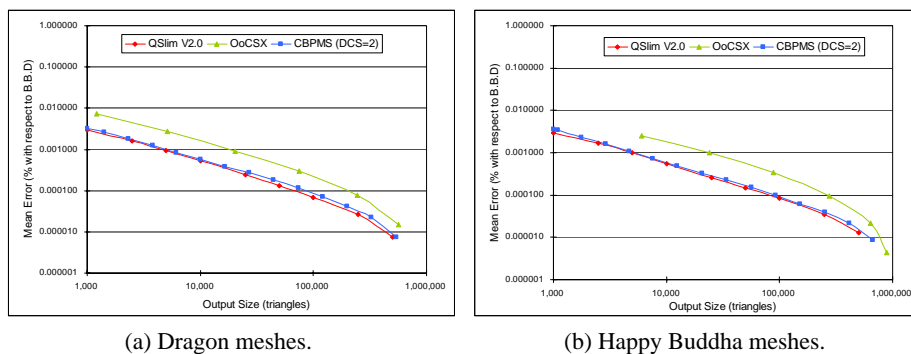 QSlim V2.0 OoCSX CBPMS (DCS=2)
Mean Error (% with respect to B.B.D)
1.000000
0.100000
0.010000
0.001000
0.000100
0.000010
0.000001
1,000 10,000 100,000 1,000,000
Output Size (triangles)
(a) Dragon meshes.
QSlim V2.0 OoCSX CBPMS (DCS=2)
Mean Error (% with respect to B.B.D)
1.000000
0.100000
0.010000
0.001000
0.000100
0.000010
0.000001
1,000 10,000 100,000 1,000,000
Output Size (triangles)
(b) Happy Buddha meshes.